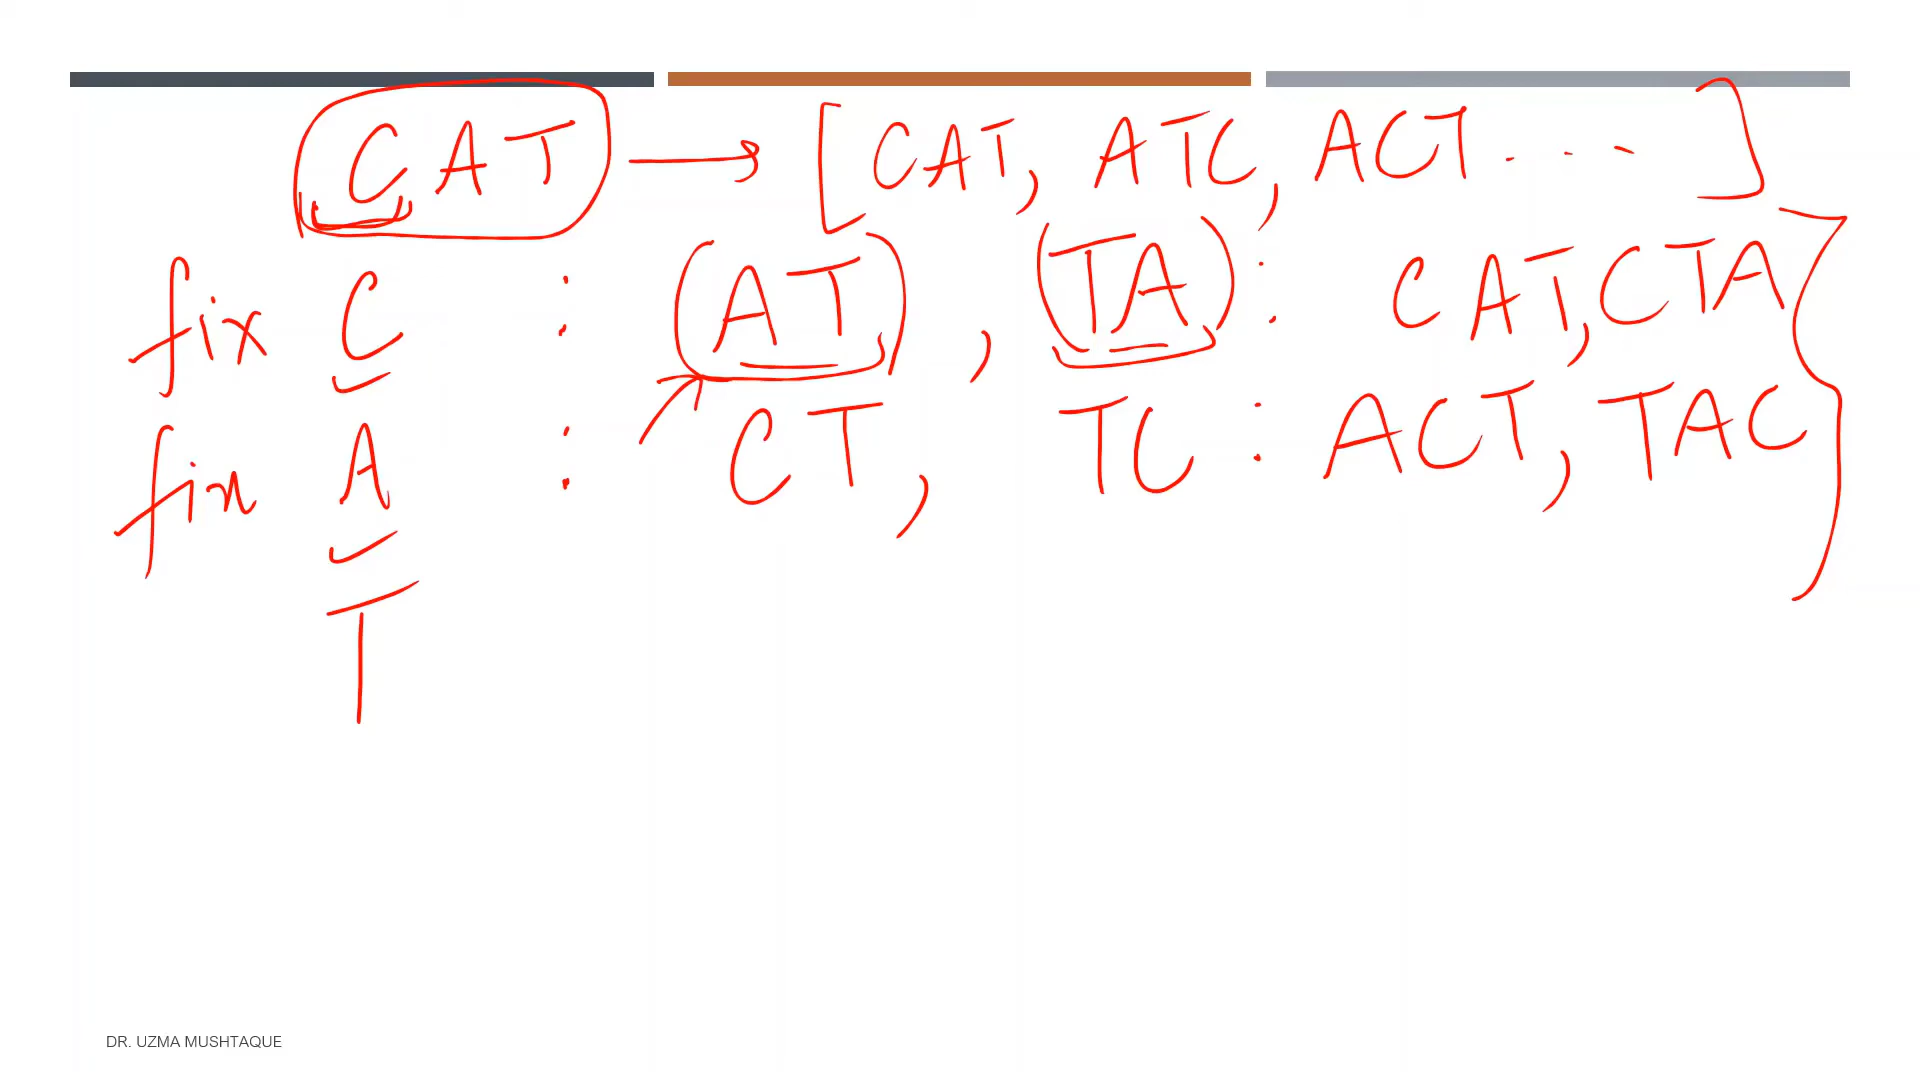 CAT → [CAT, ATC, ACT . . . ]
fix C : (AT), (TA) : CAT, CTA
fix A : CT, TC : ACT, TAC
T
DR. UZMA MUSHTAQUE